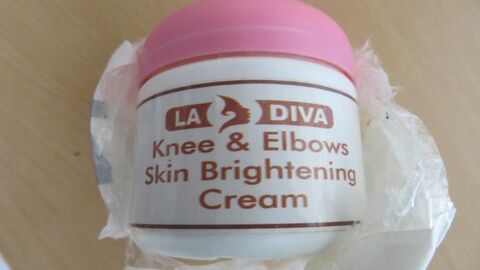 LA DIVA
Knee & Elbows
Skin Brightening
Cream